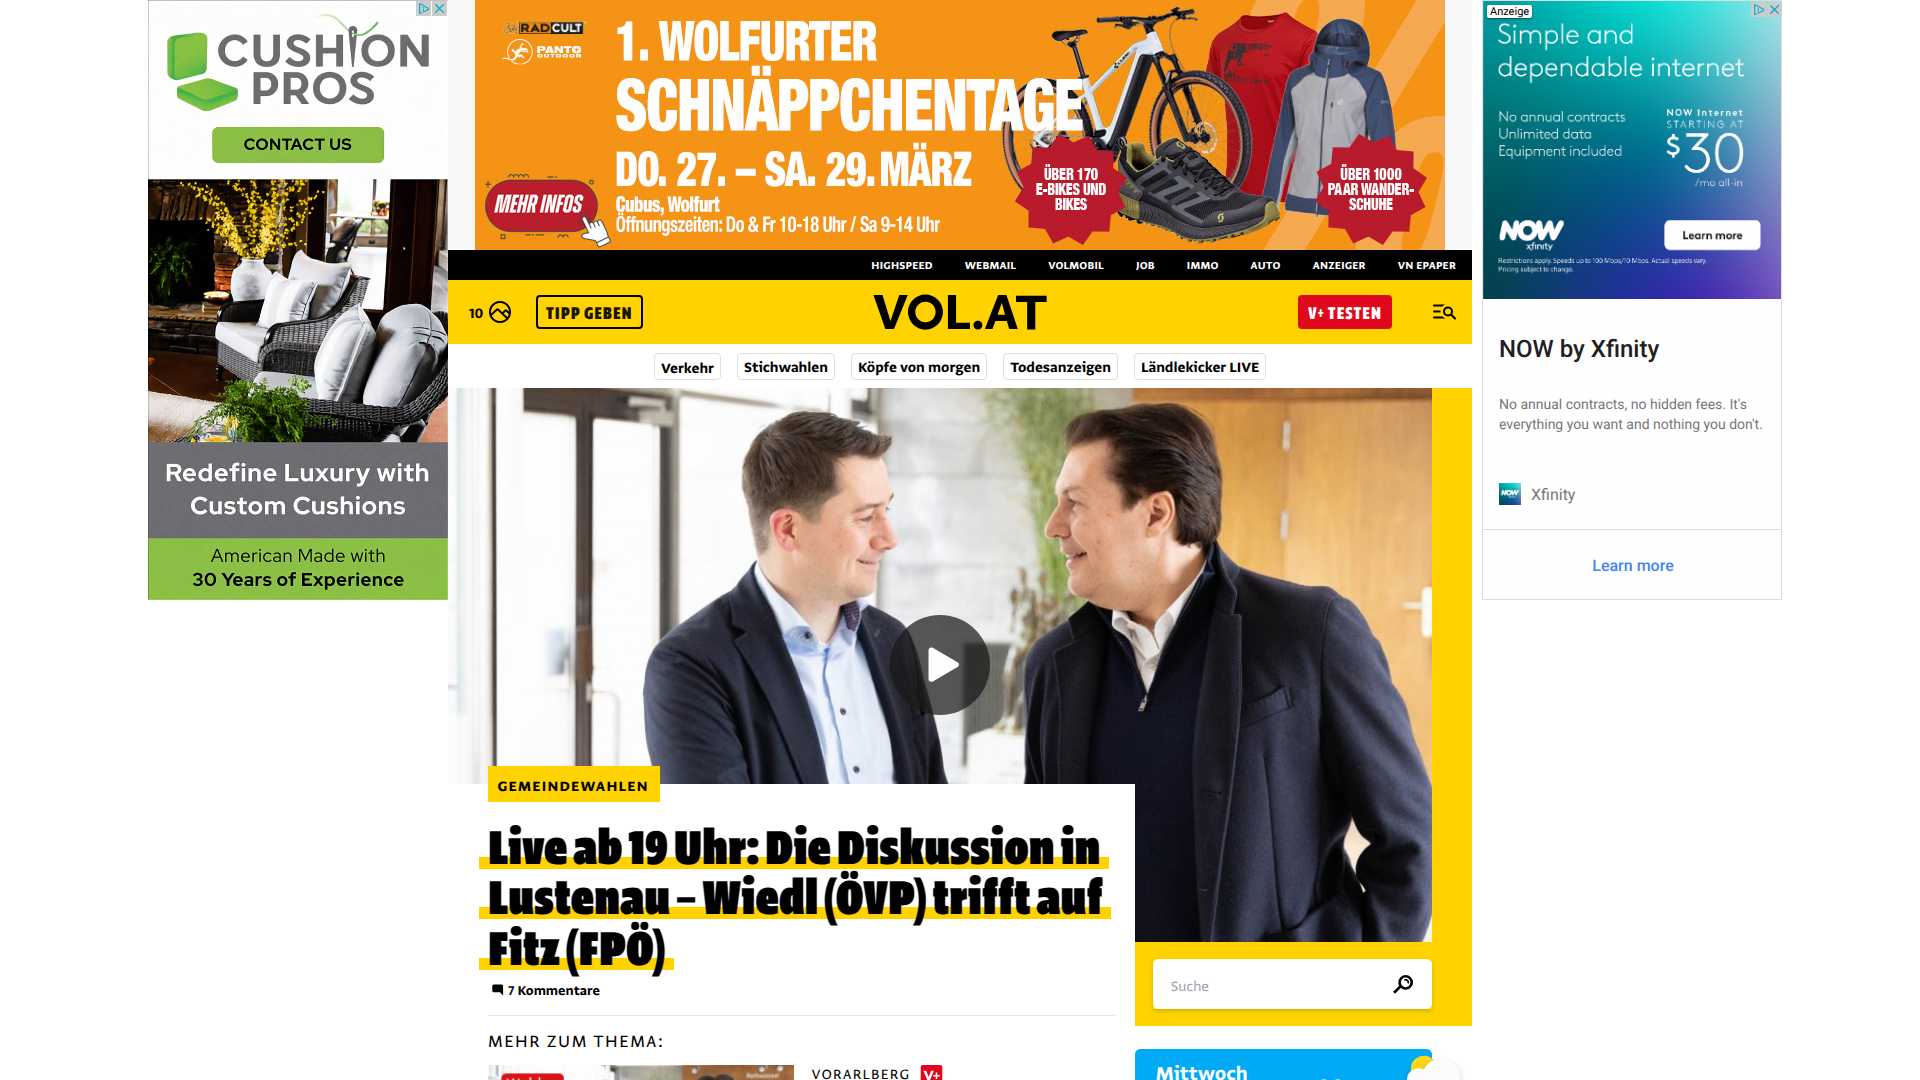 CUSHION
PROS
CONTACT US
Redefine Luxury with
Custom Cushions
American Made with
30 Years of Experience
RADCULT
PANTO
OUTDOOR
1. WOLFURTER
SCHNÄPPCHENTAGE
DO. 27. – SA. 29. MÄRZ
MEHR INFOS
Cubus, Wolfurt
Öffnungszeiten: Do & Fr 10-18 Uhr / Sa 9-14 Uhr
ÜBER 170
E-BIKES UND
BIKES
ÜBER 1000
PAAR WANDER-
SCHUHE
Anzeige
Simple and
dependable internet
No annual contracts
Unlimited data
Equipment included
NOW Internet
STARTING AT
$30
/mo all-in
NOW
xfinity
Learn more
Restrictions apply. Speeds up to 100 Mbps/10 Mbps. Actual speeds vary.
Pricing subject to change.
NOW by Xfinity
No annual contracts, no hidden fees. It's
everything you want and nothing you don't.
NOW
Xfinity
Learn more
HIGHSPEED WEBMAIL VOLMOBIL JOB IMMO AUTO ANZEIGER VN EPAPER
10 TIPP GEBEN VOL.AT V+ TESTEN
Verkehr Stichwahlen Köpfe von morgen Todesanzeigen Ländlekicker LIVE
GEMEINDEWAHLEN
Live ab 19 Uhr: Die Diskussion in
Lustenau – Wiedl (ÖVP) trifft auf
Fitz (FPÖ)
7 Kommentare
Suche
MEHR ZUM THEMA:
VORARLBERG V+
Mittwoch